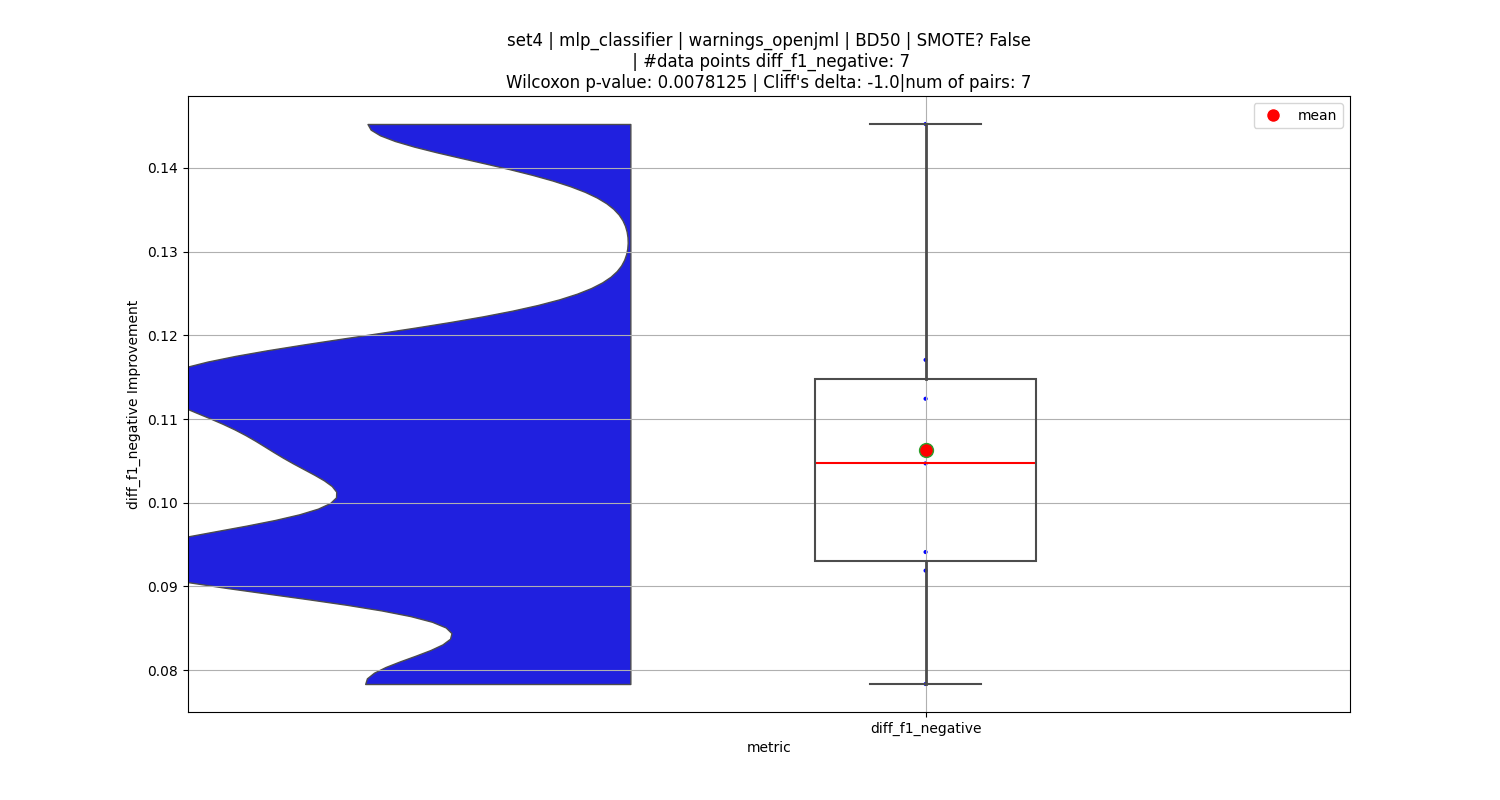 set4 | mlp_classifier | warnings_openjml | BD50 | SMOTE? False
| #data points diff_f1_negative: 7
Wilcoxon p-value: 0.0078125 | Cliff's delta: -1.0|num of pairs: 7
mean
0.14
0.13
0.12
0.11
0.10
0.09
0.08
diff_f1_negative Improvement
diff_f1_negative
metric